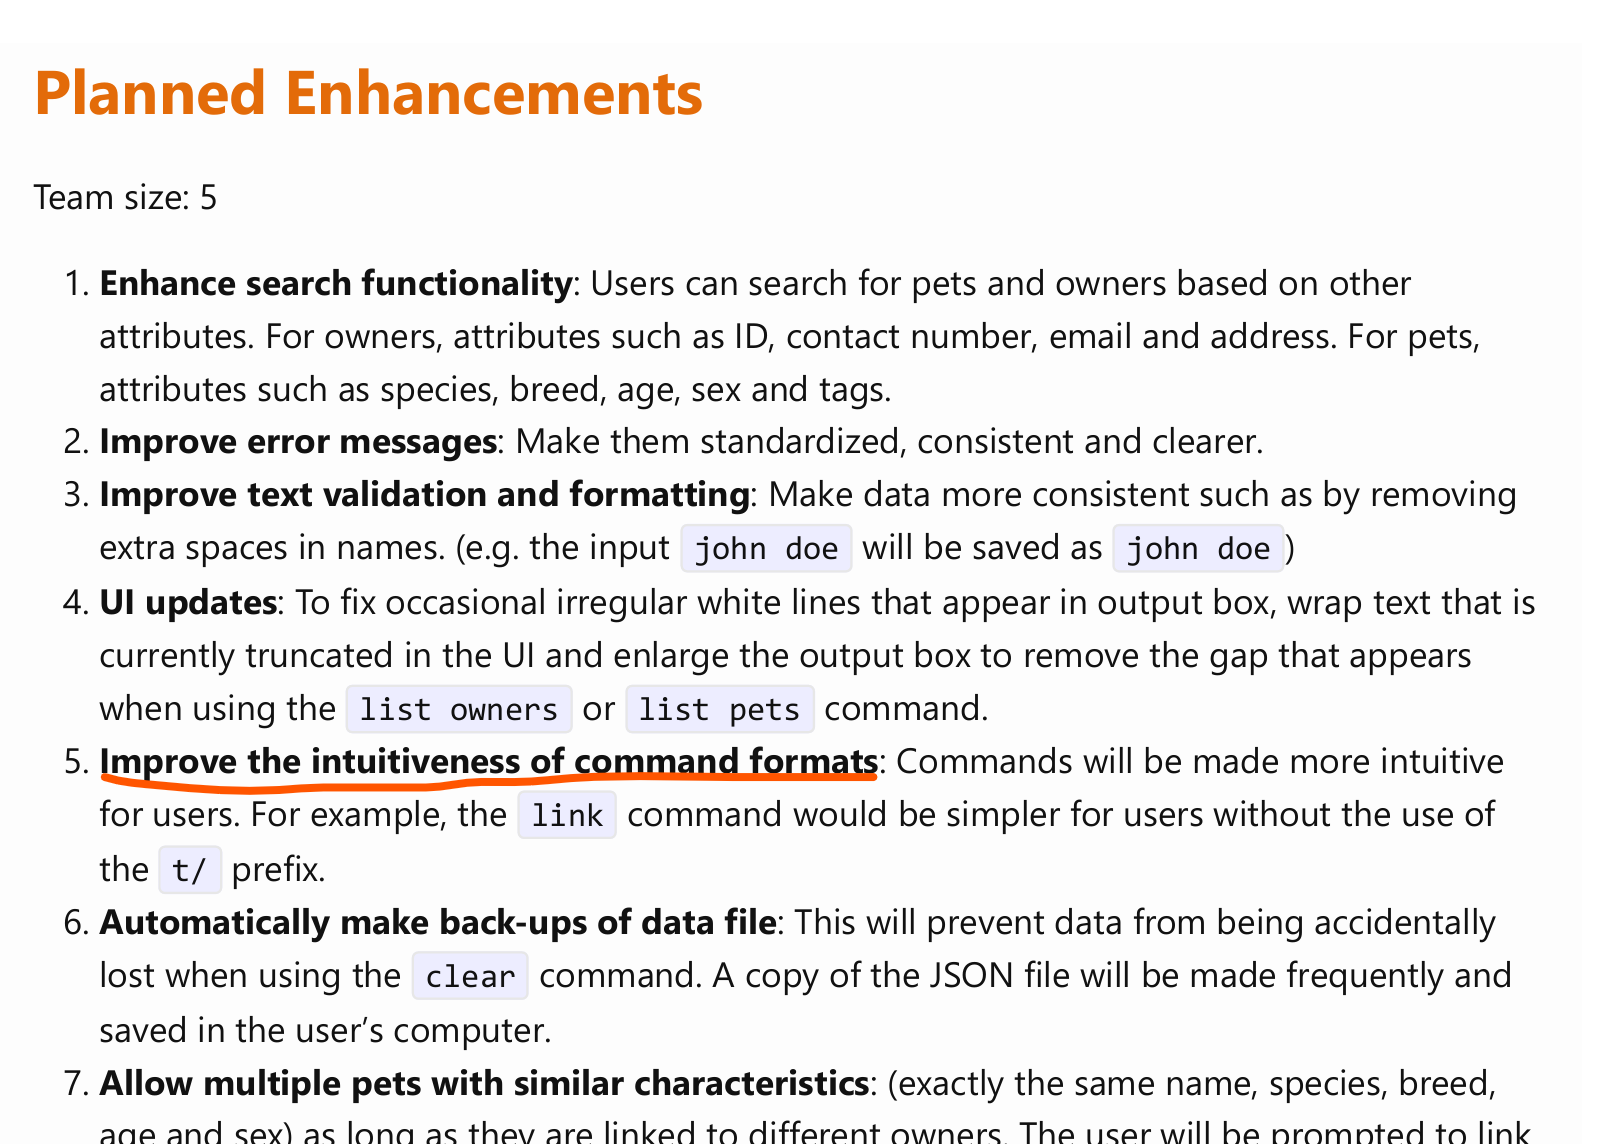 Planned Enhancements
Team size: 5
1. Enhance search functionality: Users can search for pets and owners based on other
attributes. For owners, attributes such as ID, contact number, email and address. For pets,
attributes such as species, breed, age, sex and tags.
2. Improve error messages: Make them standardized, consistent and clearer.
3. Improve text validation and formatting: Make data more consistent such as by removing
extra spaces in names. (e.g. the input john doe will be saved as john doe)
4. UI updates: To fix occasional irregular white lines that appear in output box, wrap text that is
currently truncated in the UI and enlarge the output box to remove the gap that appears
when using the list owners or list pets command.
5. Improve the intuitiveness of command formats: Commands will be made more intuitive
for users. For example, the link command would be simpler for users without the use of
the t/ prefix.
6. Automatically make back-ups of data file: This will prevent data from being accidentally
lost when using the clear command. A copy of the JSON file will be made frequently and
saved in the user’s computer.
7. Allow multiple pets with similar characteristics: (exactly the same name, species, breed,
age and sex) as long as they are linked to different owners. The user will be prompted to link